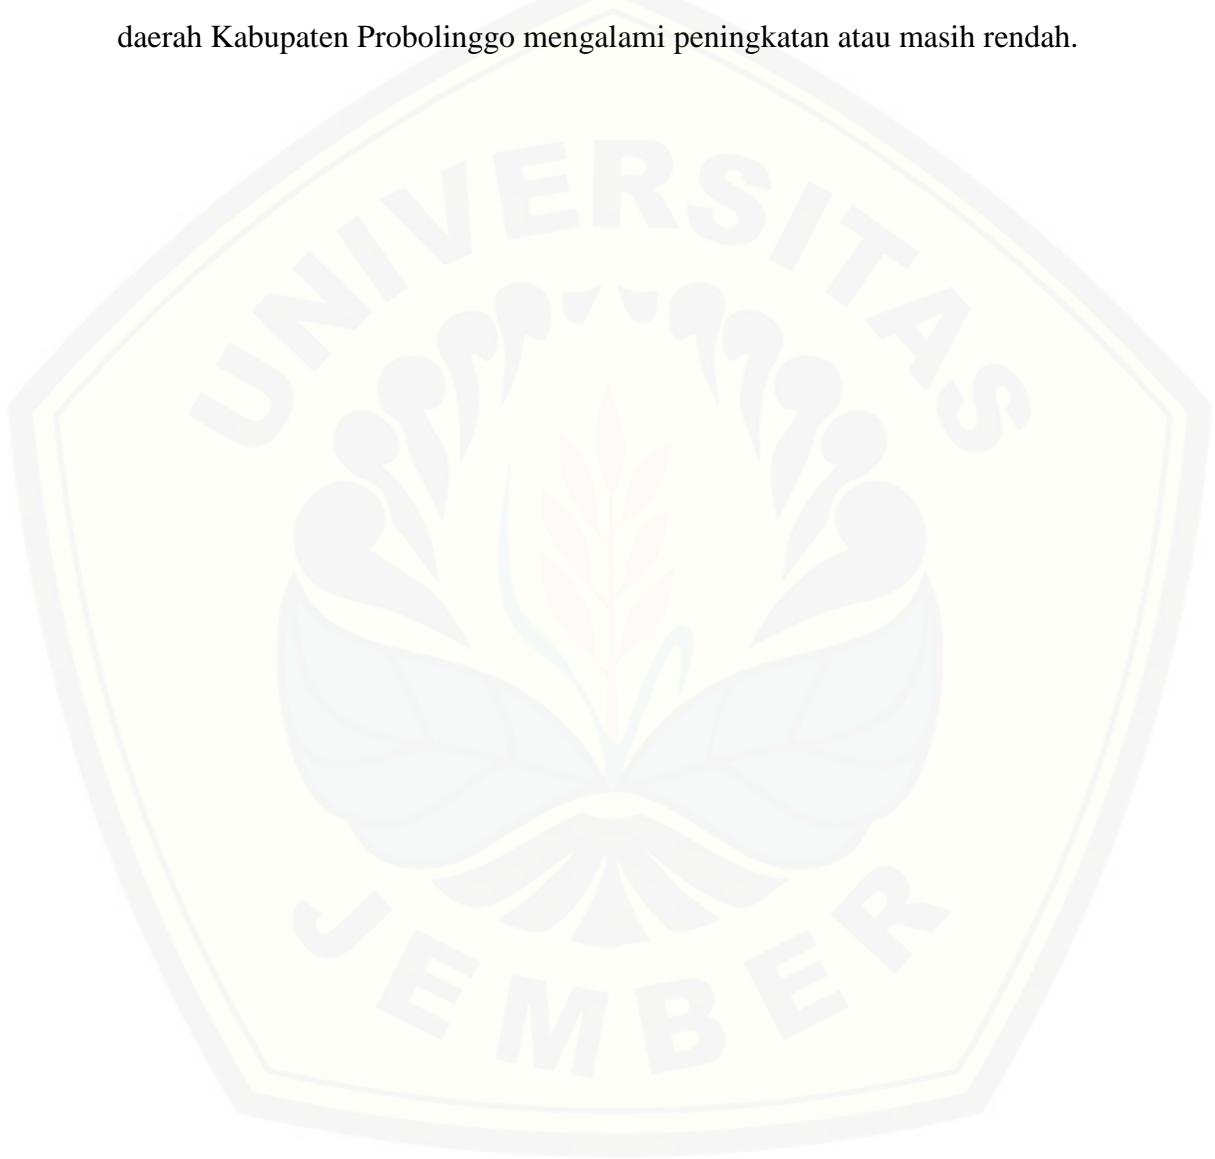 daerah Kabupaten Probolinggo mengalami peningkatan atau masih rendah.
UNIVERSITAS
JEMBER